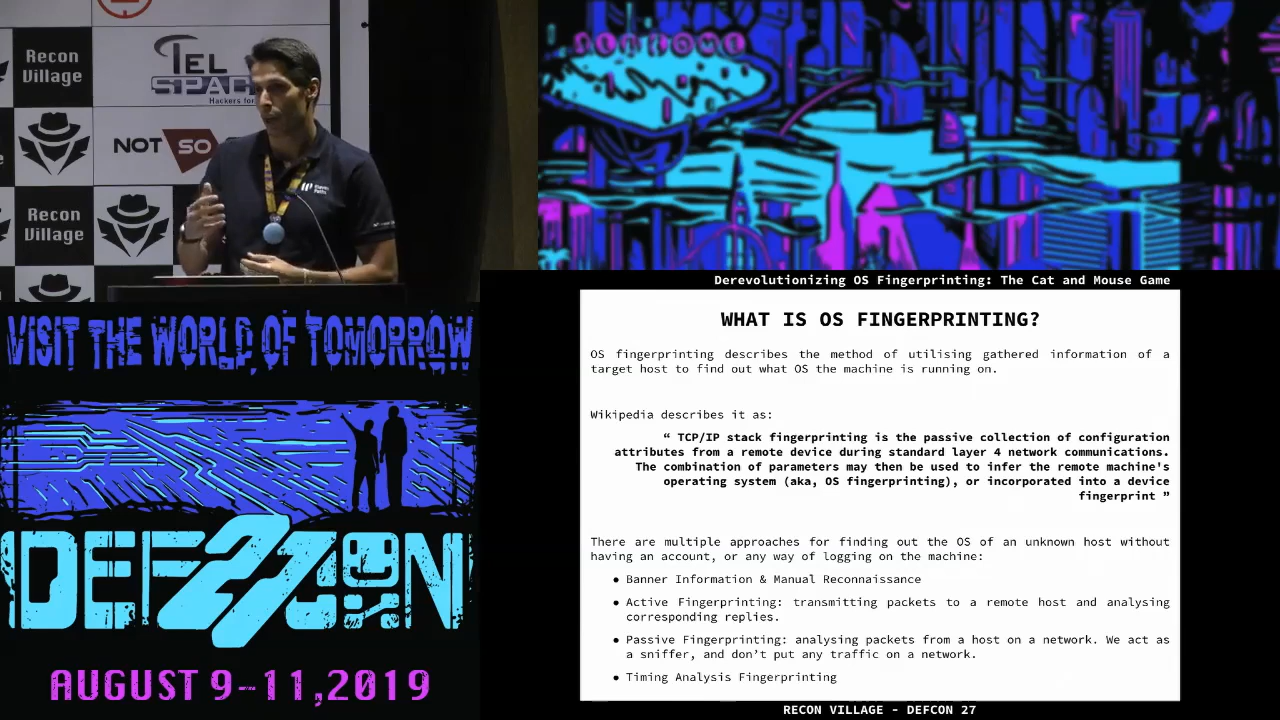 Recon
Village
TEL
SPAC
Hackers for
NOT SO
Recon
Village
WELCOME
VISIT THE WORLD OF TOMORROW
DEF 27 CON
AUGUST 9-11,2019
Derevolutionizing OS Fingerprinting: The Cat and Mouse Game
WHAT IS OS FINGERPRINTING?
OS fingerprinting describes the method of utilising gathered information of a
target host to find out what OS the machine is running on.
Wikipedia describes it as:
“ TCP/IP stack fingerprinting is the passive collection of configuration
attributes from a remote device during standard layer 4 network communications.
The combination of parameters may then be used to infer the remote machine's
operating system (aka, OS fingerprinting), or incorporated into a device
fingerprint ”
There are multiple approaches for finding out the OS of an unknown host without
having an account, or any way of logging on the machine:
● Banner Information & Manual Reconnaissance
● Active Fingerprinting: transmitting packets to a remote host and analysing
corresponding replies.
● Passive Fingerprinting: analysing packets from a host on a network. We act as
a sniffer, and don’t put any traffic on a network.
● Timing Analysis Fingerprinting
RECON VILLAGE - DEFCON 27